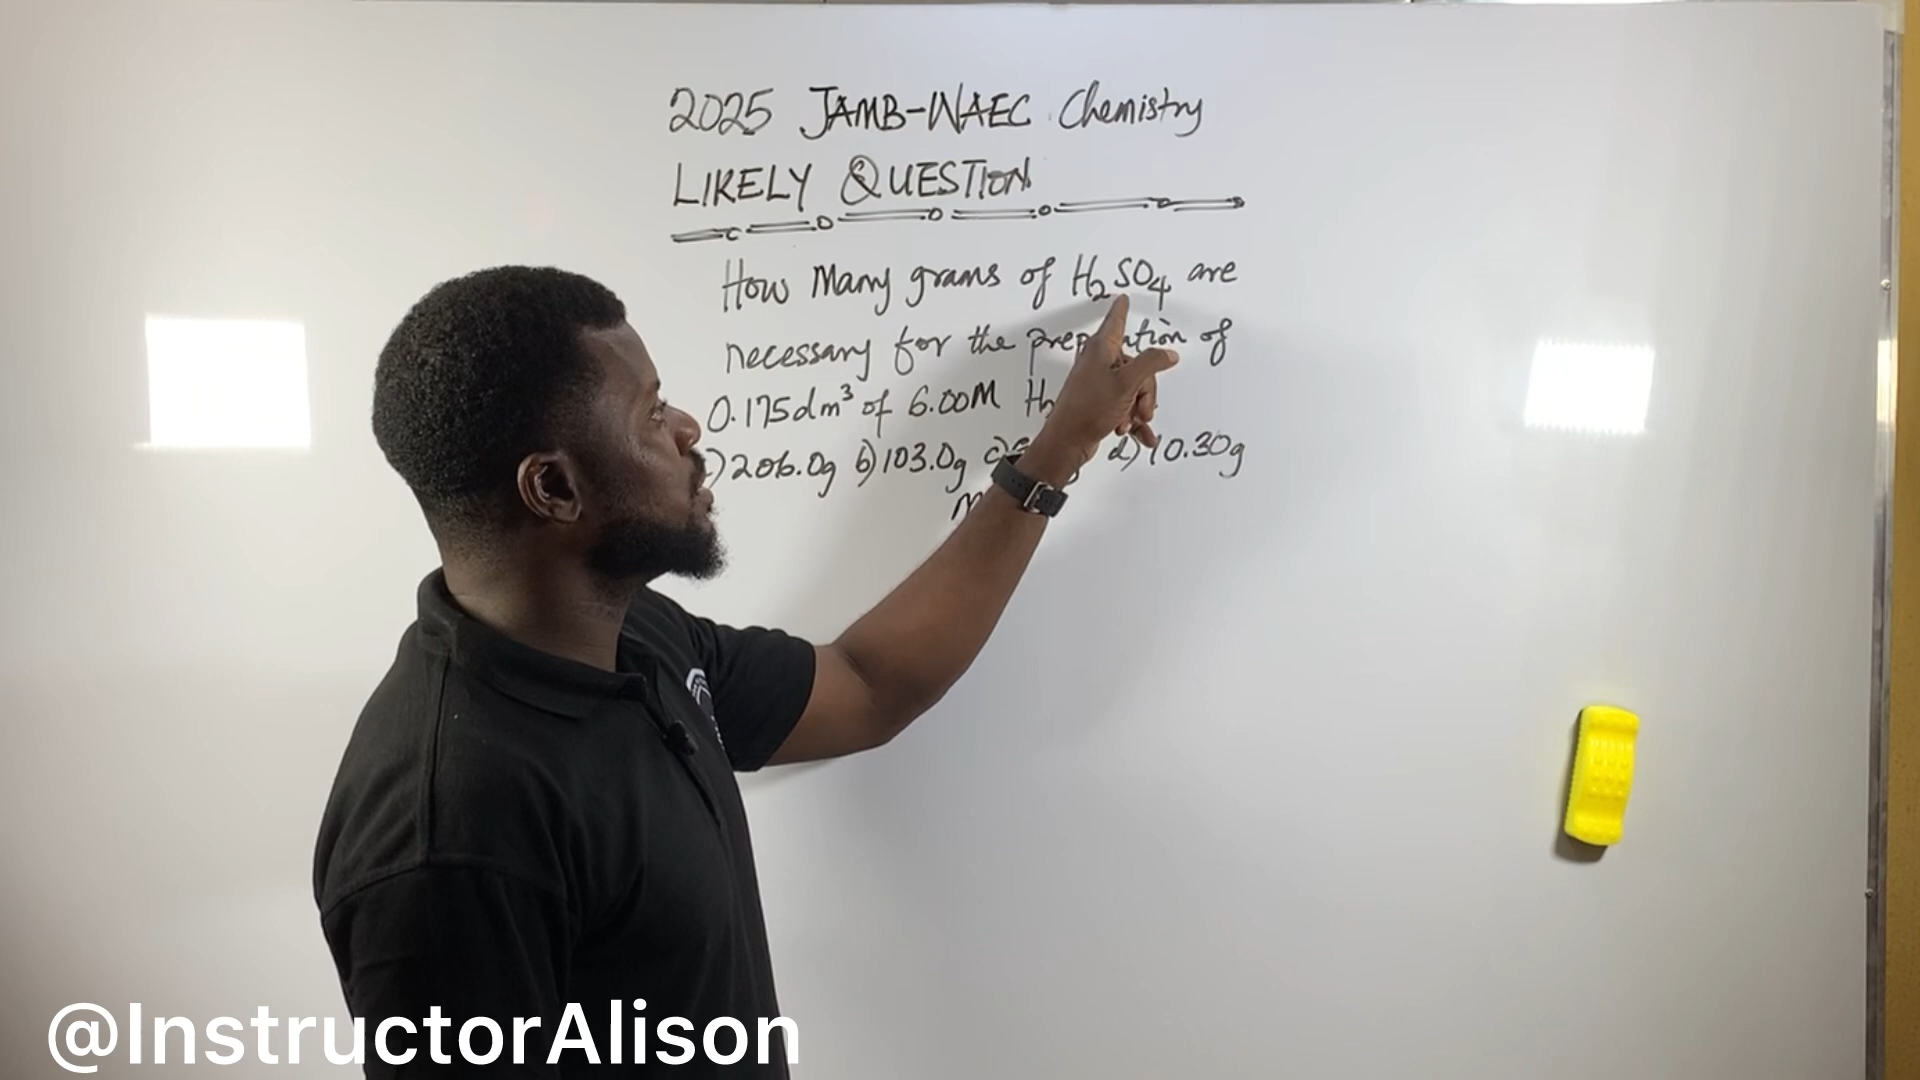 2025 JAMB-WAEC Chemistry
LIKELY QUESTION
How Many grams of H₂SO₄ are
necessary for the of
0.175dm³ of 6.00M
206.0g b) 103.0g c) d) 10.30g
@InstructorAlison